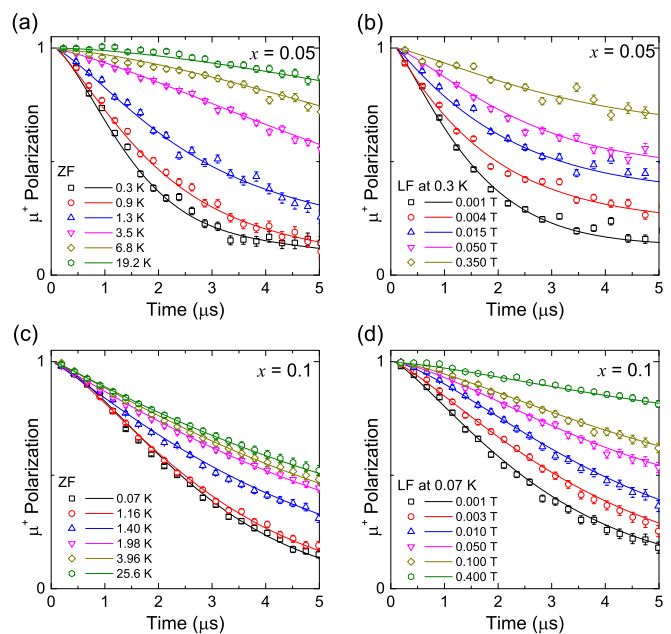 (a)
x = 0.05
μ⁺ Polarization
1
0
ZF
0.3 K
0.9 K
1.3 K
3.5 K
6.8 K
19.2 K
0 1 2 3 4 5
Time (μs)
(b)
x = 0.05
μ⁺ Polarization
1
0
LF at 0.3 K
0.001 T
0.004 T
0.015 T
0.050 T
0.350 T
0 1 2 3 4 5
Time (μs)
(c)
x = 0.1
μ⁺ Polarization
1
0
ZF
0.07 K
1.16 K
1.40 K
1.98 K
3.96 K
25.6 K
0 1 2 3 4 5
Time (μs)
(d)
x = 0.1
μ⁺ Polarization
1
0
LF at 0.07 K
0.001 T
0.003 T
0.010 T
0.050 T
0.100 T
0.400 T
0 1 2 3 4 5
Time (μs)